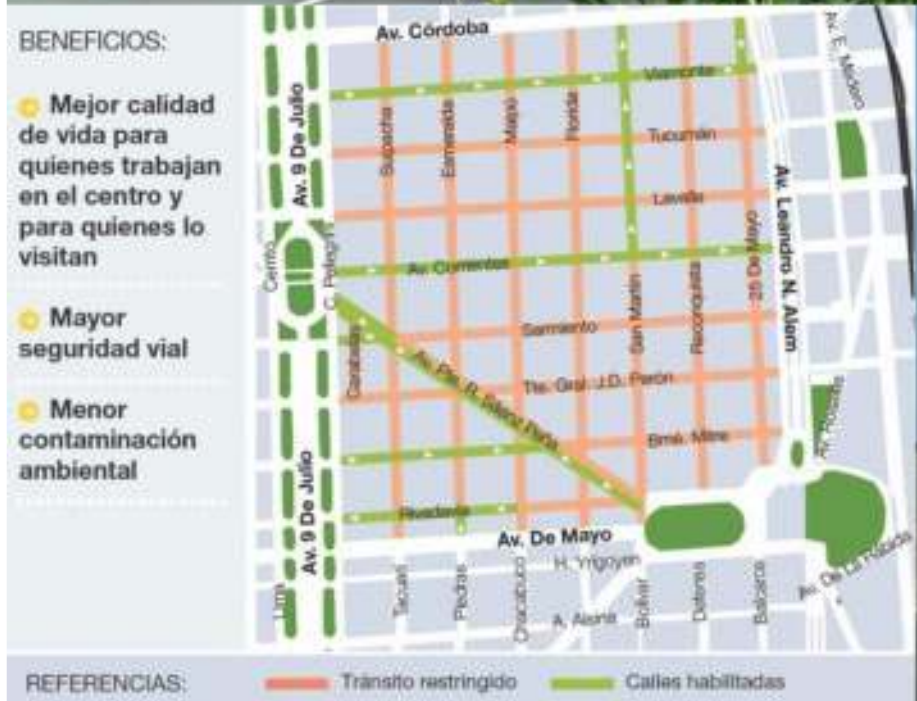 BENEFICIOS:
Mejor calidad
de vida para
quienes trabajan
en el centro y
para quienes lo
visitan
Mayor
seguridad vial
Menor
contaminación
ambiental
Av. Córdoba
Av. E. Madero
Viamonte
Av. 9 De Julio
Suipacha
Esmeralda
Maipú
Florida
Tucumán
Lavalle
Av. Leandro N. Alem
Cerrito
C. Pellegrini
Av. Corrientes
25 De Mayo
San Martín
Reconquista
Sarmiento
Carabelas
Av. Pte. R. Sáenz Peña
Tte. Gral. J.D. Perón
Bmé. Mitre
Av. Rosales
Av. 9 De Julio
Rivadavia
Av. De Mayo
H. Yrigoyen
Av. De La Rábida
Lima
Tacuarí
Piedras
Chacabuco
A. Alsina
Bolívar
Defensa
Balcarce
REFERENCIAS:
Tránsito restringido
Calles habilitadas